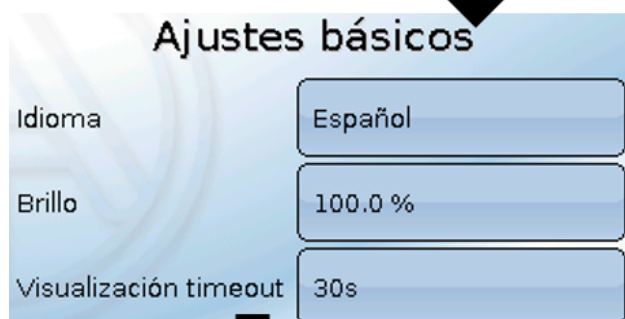 Ajustes básicos
Idioma Español
Brillo 100.0 %
Visualización timeout 30s